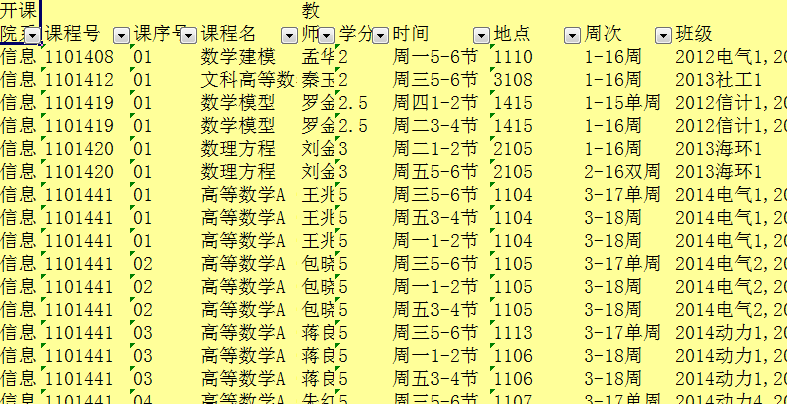 开课 教
院系 课程号 课序号 课程名 师 学分 时间 地点 周次 班级
信息 1101408 01 数学建模 孟华 2 周一5-6节 1110 1-16周 2012电气1,20
信息 1101412 01 文科高等数 秦玉 2 周三5-6节 3108 1-16周 2013社工1
信息 1101419 01 数学模型 罗金 2.5 周四1-2节 1415 1-15单周 2012信计1,20
信息 1101419 01 数学模型 罗金 2.5 周二3-4节 1415 1-16周 2012信计1,20
信息 1101420 01 数理方程 刘金 3 周二1-2节 2105 1-16周 2013海环1
信息 1101420 01 数理方程 刘金 3 周五5-6节 2105 2-16双周 2013海环1
信息 1101441 01 高等数学A 王兆 5 周三5-6节 1104 3-17单周 2014电气1,20
信息 1101441 01 高等数学A 王兆 5 周五3-4节 1104 3-18周 2014电气1,20
信息 1101441 01 高等数学A 王兆 5 周一1-2节 1104 3-18周 2014电气1,20
信息 1101441 02 高等数学A 包晓 5 周三5-6节 1105 3-17单周 2014电气2,20
信息 1101441 02 高等数学A 包晓 5 周一1-2节 1105 3-18周 2014电气2,20
信息 1101441 02 高等数学A 包晓 5 周五3-4节 1105 3-18周 2014电气2,20
信息 1101441 03 高等数学A 蒋良 5 周三5-6节 1113 3-17单周 2014动力1,20
信息 1101441 03 高等数学A 蒋良 5 周一1-2节 1106 3-18周 2014动力1,20
信息 1101441 03 高等数学A 蒋良 5 周五3-4节 1106 3-18周 2014动力1,20
信息 1101441 04 高等数学A 朱红 5 周三5-6节 1107 3-17单周 2014动力4,20